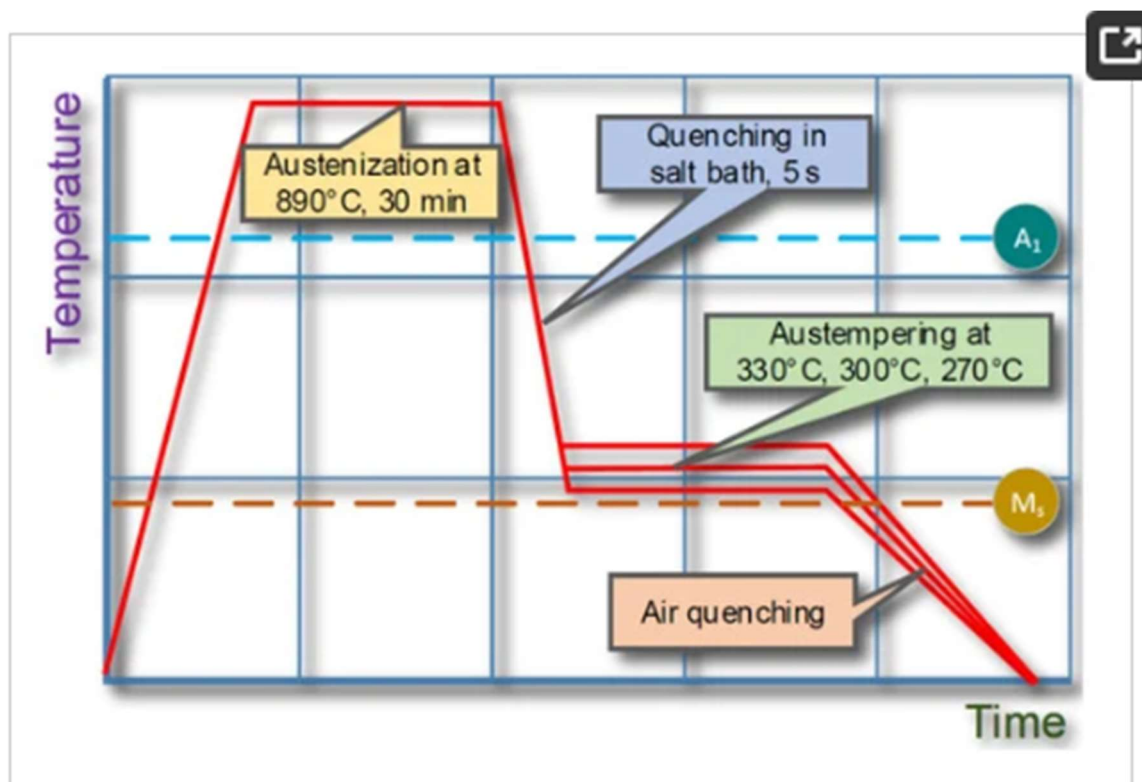 Temperature
Austenization at
890°C, 30 min
Quenching in
salt bath, 5 s
A₁
Austempering at
330°C, 300°C, 270°C
Mₛ
Air quenching
Time